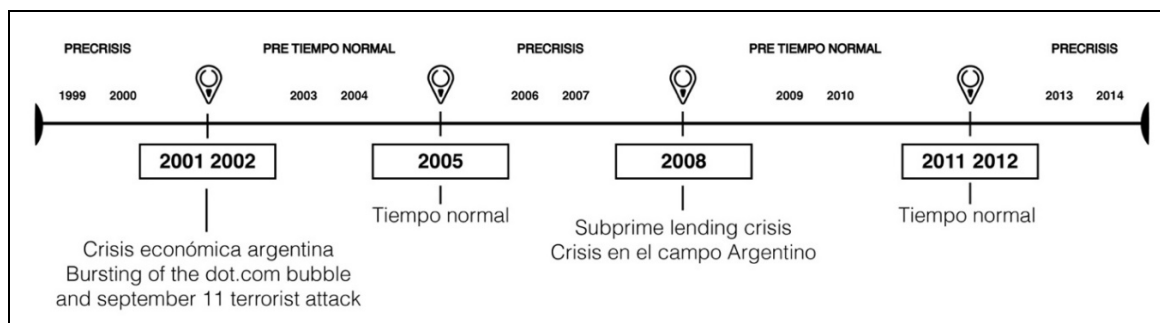 PRECRISIS
PRE TIEMPO NORMAL
PRECRISIS
PRE TIEMPO NORMAL
PRECRISIS
1999 2000
2003 2004
2006 2007
2009 2010
2013 2014
2001 2002
2005
2008
2011 2012
Crisis económica argentina
Bursting of the dot.com bubble
and september 11 terrorist attack
Tiempo normal
Subprime lending crisis
Crisis en el campo Argentino
Tiempo normal